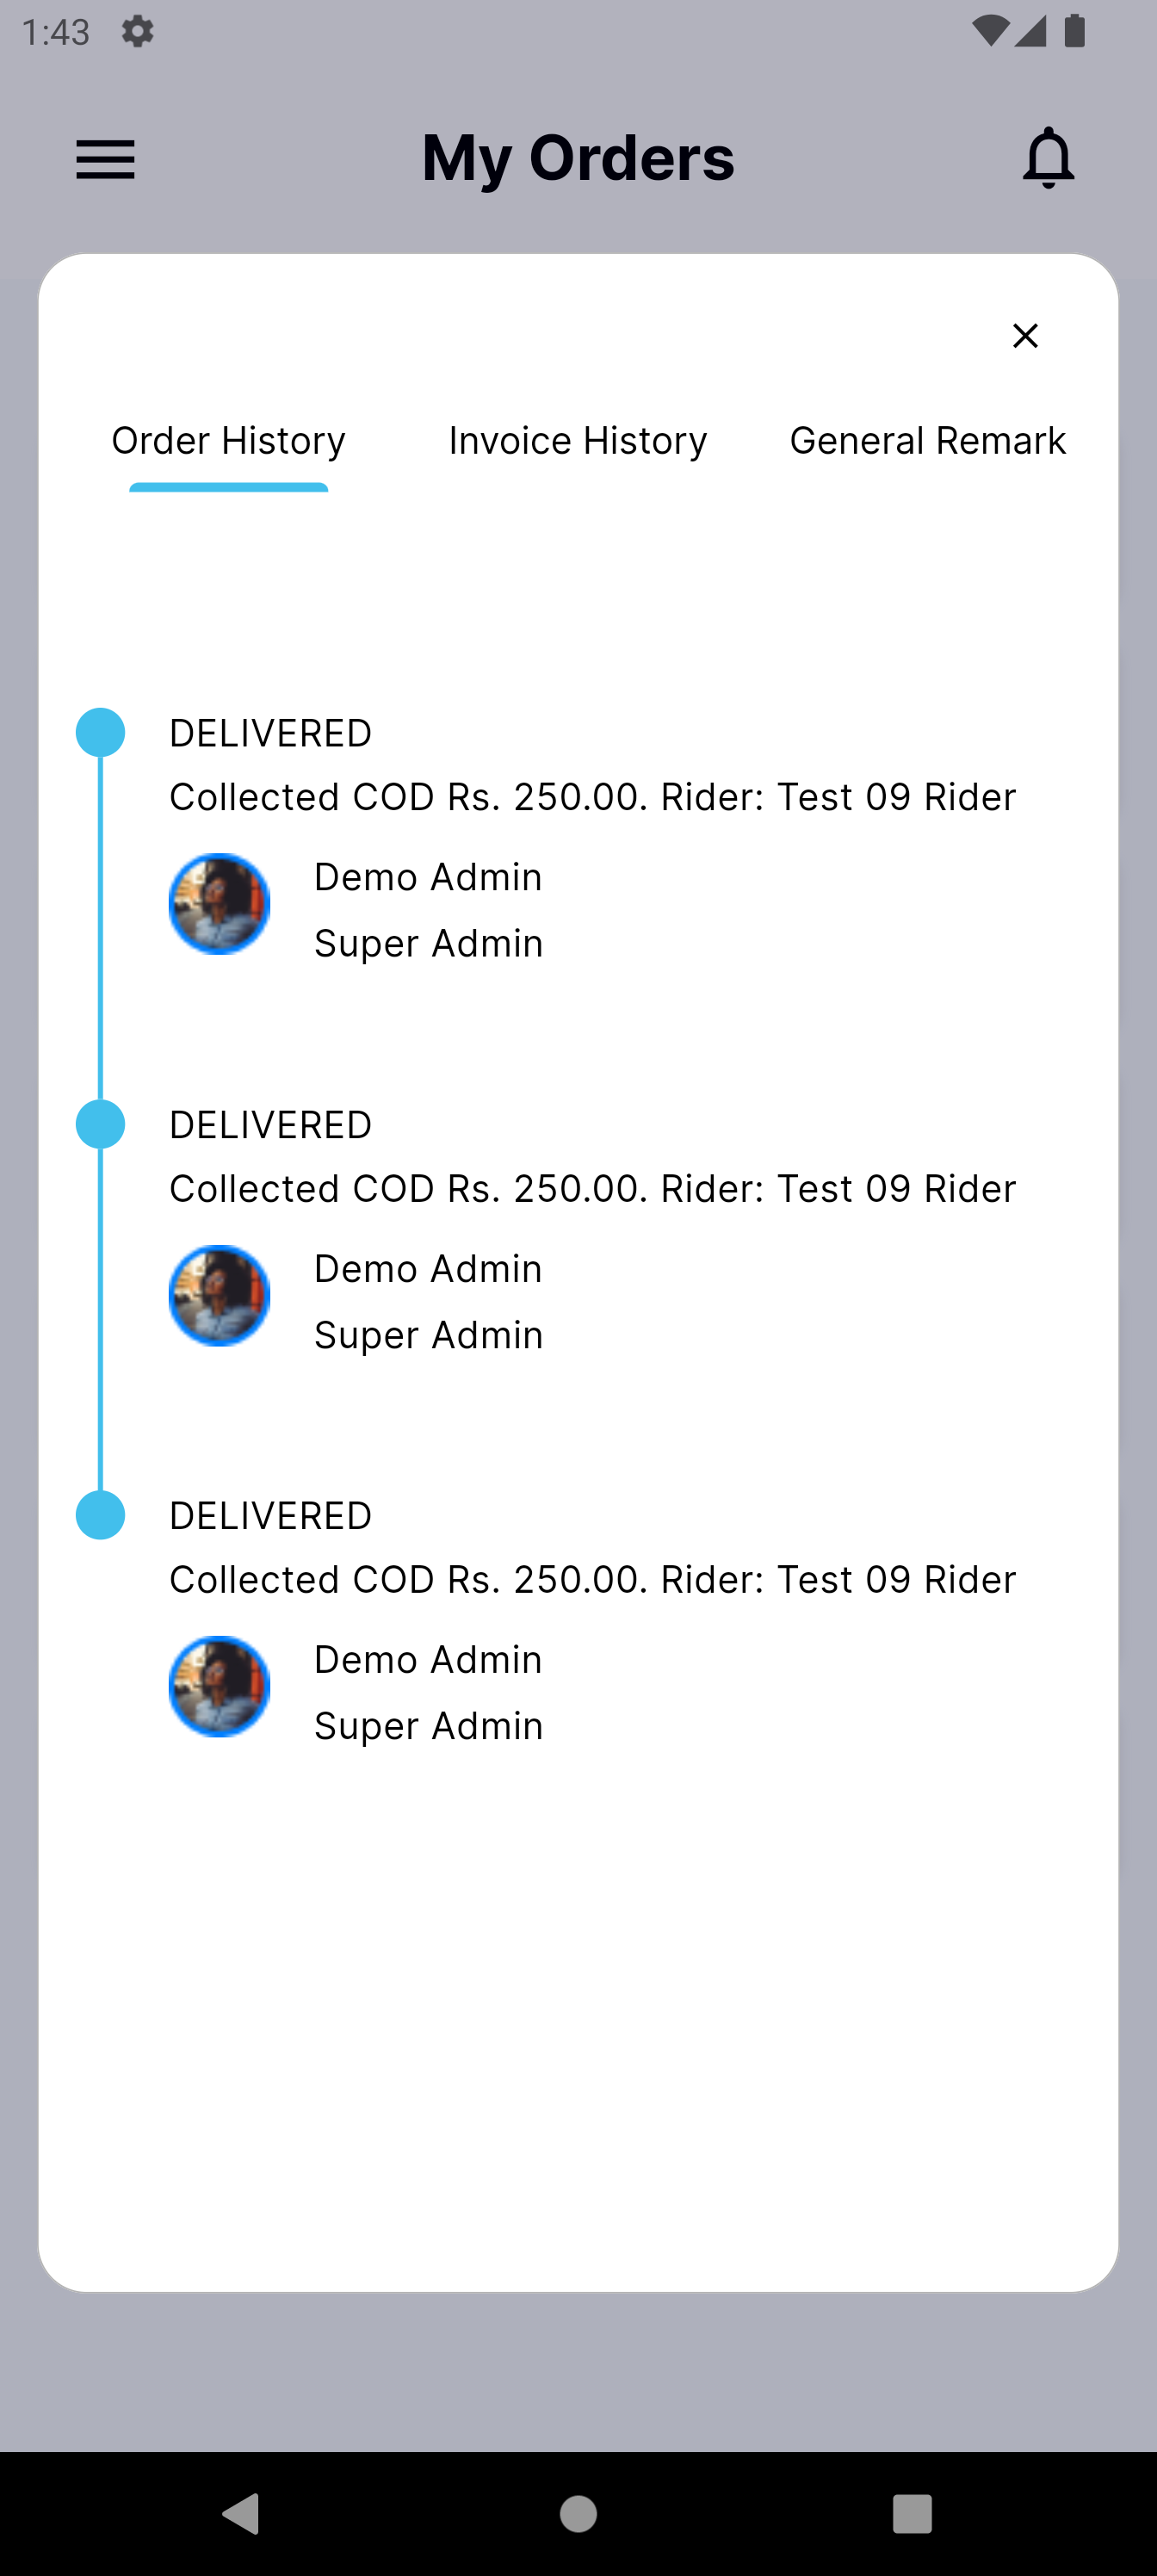 1:43
My Orders
Order History Invoice History General Remark
DELIVERED
Collected COD Rs. 250.00. Rider: Test 09 Rider
Demo Admin
Super Admin
DELIVERED
Collected COD Rs. 250.00. Rider: Test 09 Rider
Demo Admin
Super Admin
DELIVERED
Collected COD Rs. 250.00. Rider: Test 09 Rider
Demo Admin
Super Admin